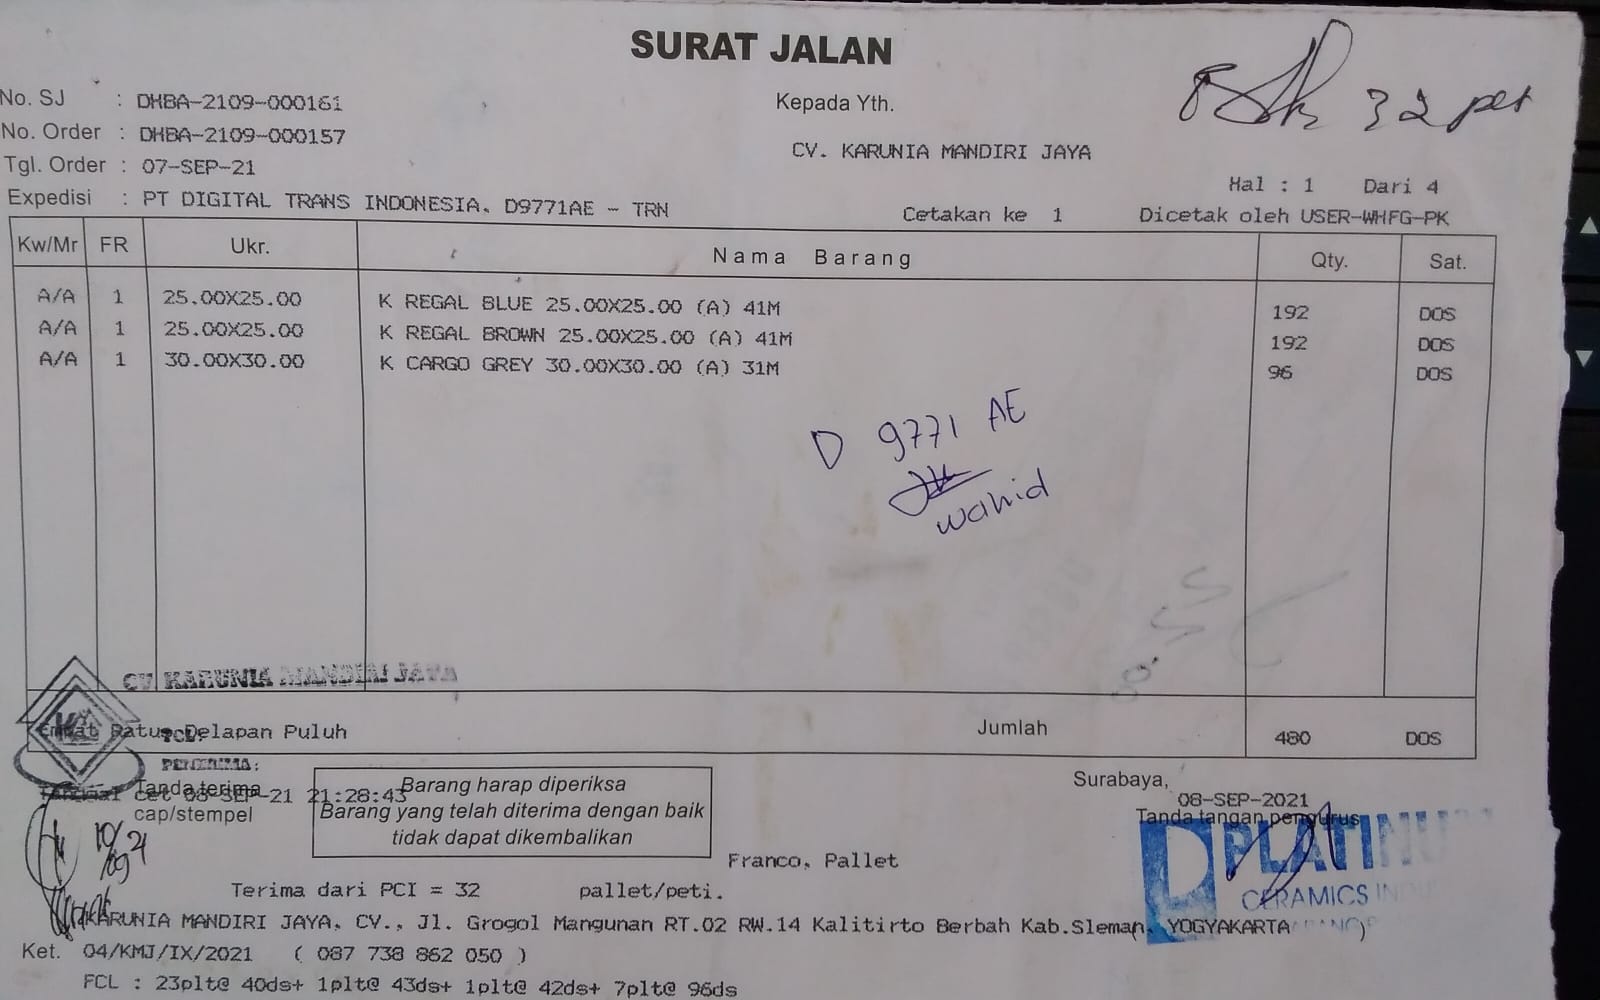 SURAT JALAN
No. SJ : DHBA-2109-000161
No. Order : DHBA-2109-000157
Tgl. Order : 07-SEP-21
Expedisi : PT DIGITAL TRANS INDONESIA. D9771AE - TRN
Kepada Yth.
CV. KARUNIA MANDIRI JAYA
32 plt
Hal : 1 Dari 4
Cetakan ke 1 Dicetak oleh USER-WHFG-PK
Kw/Mr FR Ukr. Nama Barang Qty. Sat.
A/A 1 25.00X25.00 K REGAL BLUE 25.00X25.00 (A) 41M 192 DOS
A/A 1 25.00X25.00 K REGAL BROWN 25.00X25.00 (A) 41M 192 DOS
A/A 1 30.00X30.00 K CARGO GREY 30.00X30.00 (A) 31M 96 DOS
D 9771 AE
wahid
CV. KARUNIA MANDIRI JAYA
Empat Ratus Delapan Puluh Jumlah 480 DOS
TGL:
PENERIMA:
Tanda terima
Tanggal Cet 08-SEP-21 21:28:43
cap/stempel
10/09 21
Barang harap diperiksa
Barang yang telah diterima dengan baik
tidak dapat dikembalikan
Surabaya,
08-SEP-2021
Tanda tangan pengurus
PLATINUM
CERAMICS
Franco. Pallet
Terima dari PCI = 32 pallet/peti.
KARUNIA MANDIRI JAYA. CV., Jl. Grogol Mangunan RT.02 RW.14 Kalitirto Berbah Kab.Sleman, YOGYAKARTA )
Ket. 04/KMJ/IX/2021 ( 087 738 862 050 )
FCL : 23plt@ 40ds+ 1plt@ 43ds+ 1plt@ 42ds+ 7plt@ 96ds